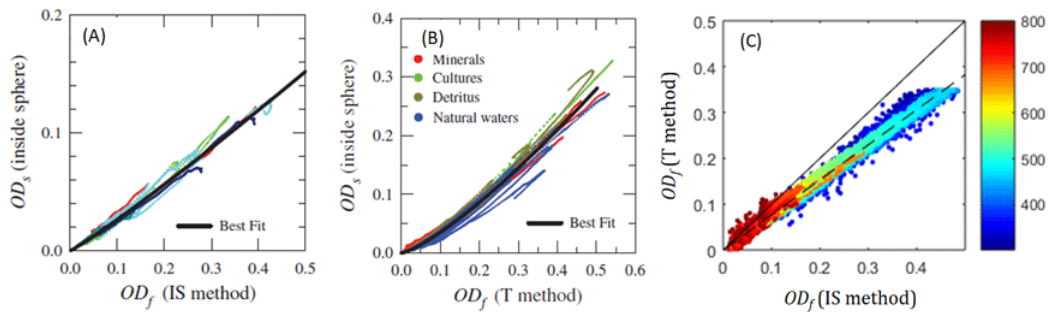 (A)
OD_s (inside sphere)
0.2
0.1
0.0
0.0 0.1 0.2 0.3 0.4 0.5
OD_f (IS method)
Best Fit
(B)
OD_s (inside sphere)
0.4
0.3
0.2
0.1
0.0
0.0 0.1 0.2 0.3 0.4 0.5 0.6
OD_f (T method)
Minerals
Cultures
Detritus
Natural waters
Best Fit
(C)
OD_f (T method)
0.5
0.4
0.3
0.2
0.1
0
0 0.1 0.2 0.3 0.4
OD_f (IS method)
800
700
600
500
400